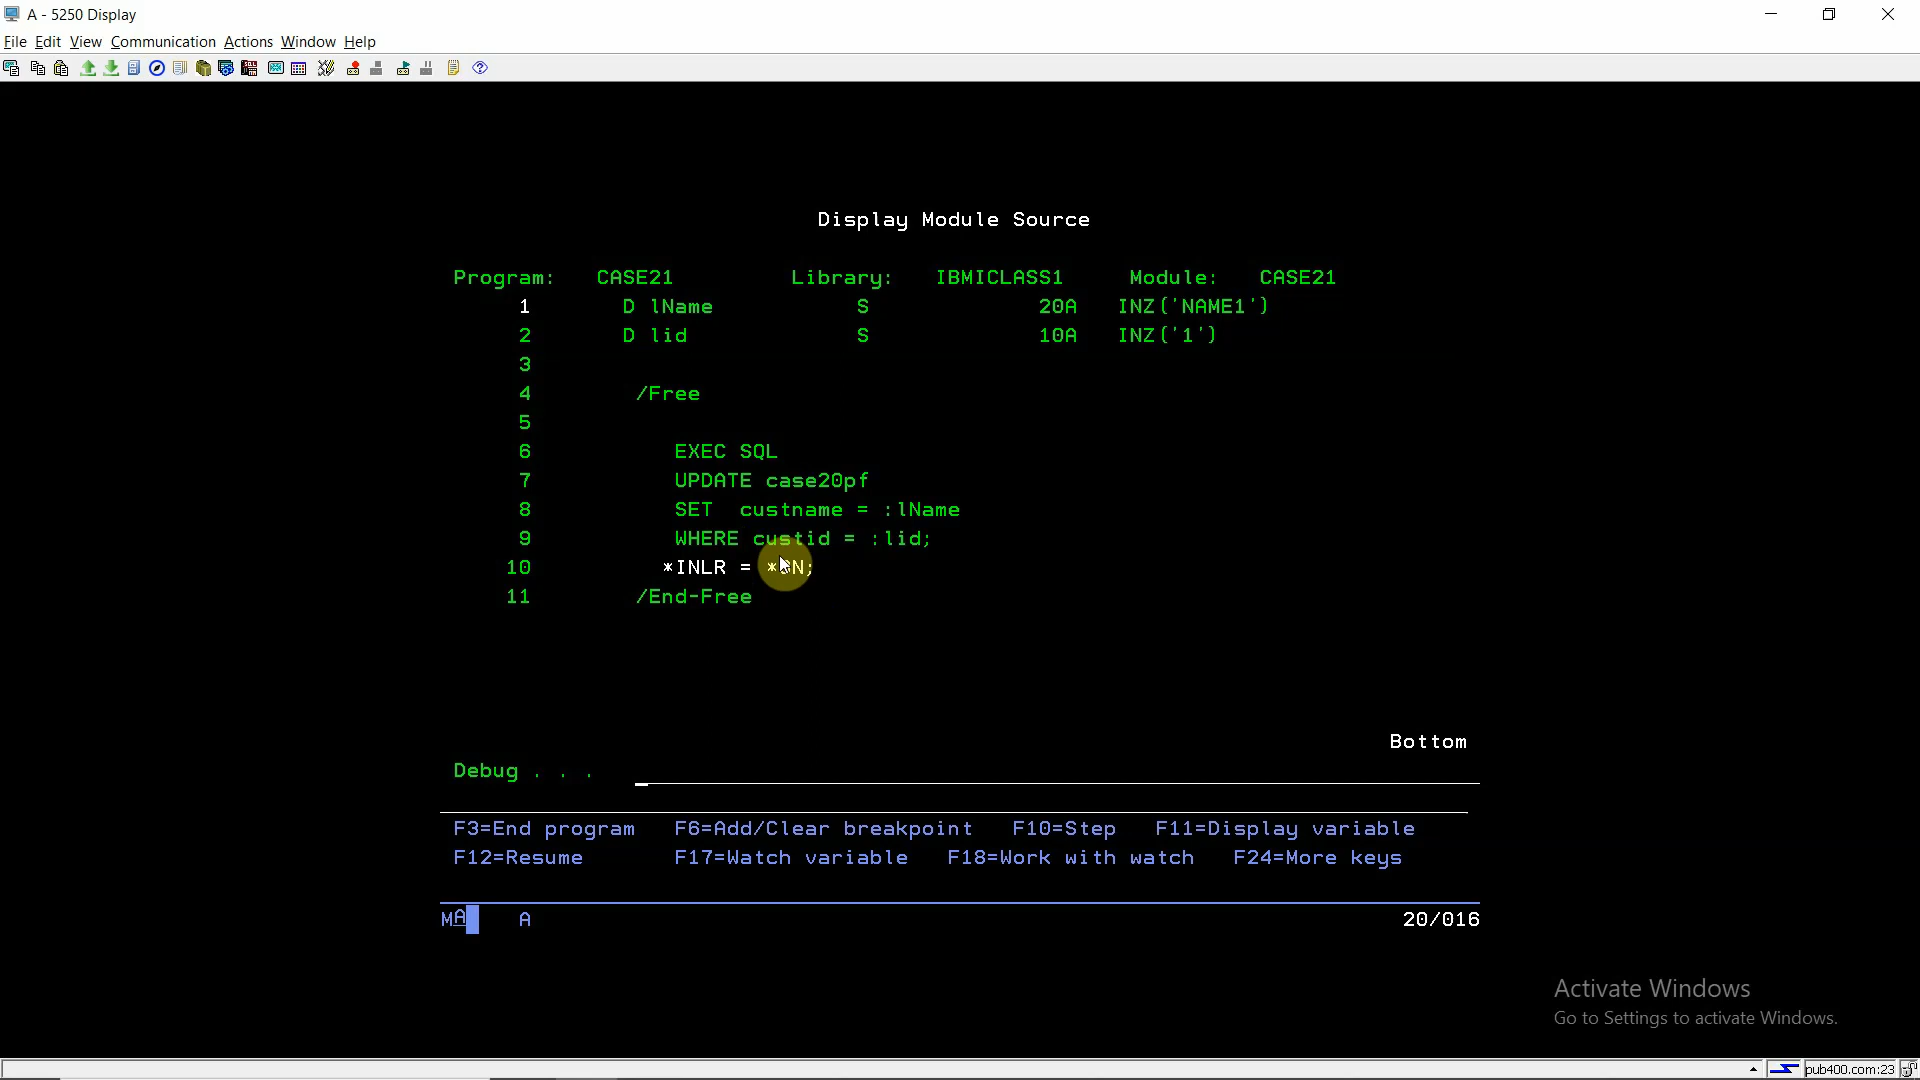 A - 5250 Display
File Edit View Communication Actions Window Help
Display Module Source
Program: CASE21 Library: IBMICLASS1 Module: CASE21
1 D lName S 20A INZ('NAME1')
2 D lid S 10A INZ('1')
3
4 /Free
5
6 EXEC SQL
7 UPDATE case20pf
8 SET custname = :lName
9 WHERE custid = :lid;
10 *INLR = *ON;
11 /End-Free
Bottom
Debug . . .
F3=End program F6=Add/Clear breakpoint F10=Step F11=Display variable
F12=Resume F17=Watch variable F18=Work with watch F24=More keys
MA A 20/016
Activate Windows
Go to Settings to activate Windows.
pub400.com:23